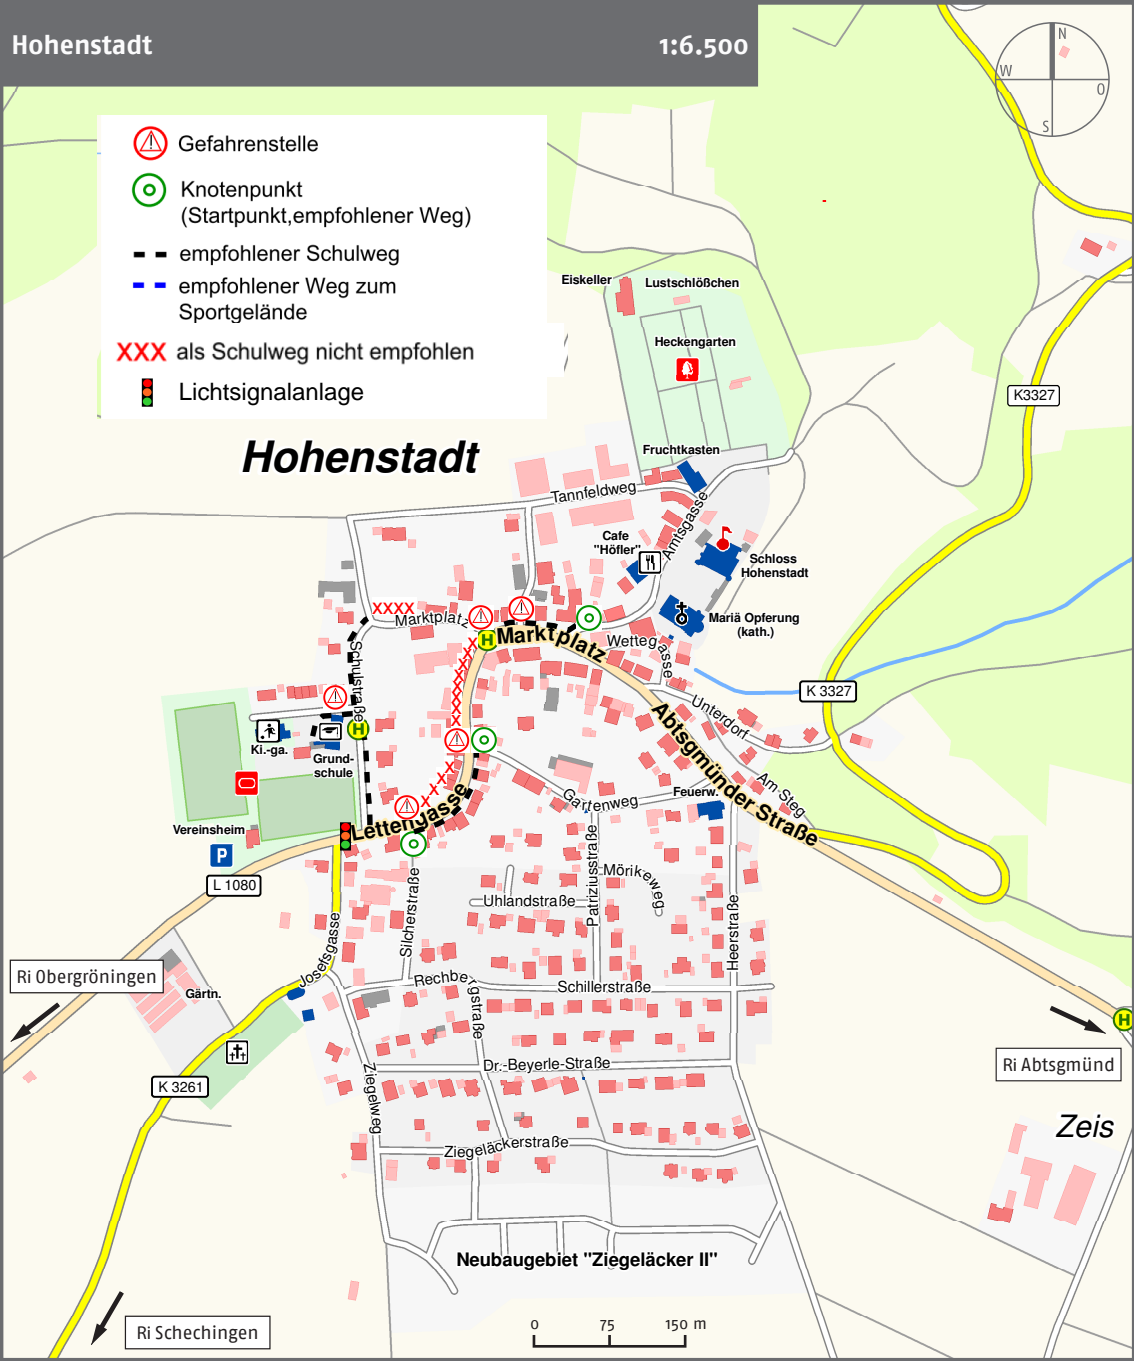 Hohenstadt
1:6.500
N
W
O
S
Gefahrenstelle
Knotenpunkt
(Startpunkt,empfohlener Weg)
empfohlener Schulweg
empfohlener Weg zum
Sportgelände
XXX als Schulweg nicht empfohlen
Lichtsignalanlage
Eiskeller
Lustschlößchen
Heckengarten
K3327
Fruchtkasten
Hohenstadt
Tannfeldweg
Amtsgasse
Cafe
"Höfler"
Schloss
Hohenstadt
XXXX
Marktplatz
H
Marktplatz
Mariä Opferung
(kath.)
Wettegasse
Schulstraße
XXXXXXXX
K 3327
Unterdorf
Abtsgmünder Straße
H
Ki.-ga.
Grund-
schule
Am Steg
Gartenweg
Feuerw.
XXXX
Lettengasse
Vereinsheim
P
L 1080
Mörikeweg
Uhlandstraße
Patriziusstraße
Silcherstraße
Heerstraße
Josefsgasse
Ri Obergröningen
Gärtn.
Rechbergstraße
Schillerstraße
H
K 3261
Dr.-Beyerle-Straße
Ri Abtsgmünd
Ziegelweg
Zeis
Ziegeläckerstraße
Neubaugebiet "Ziegeläcker II"
Ri Schechingen
0 75 150 m